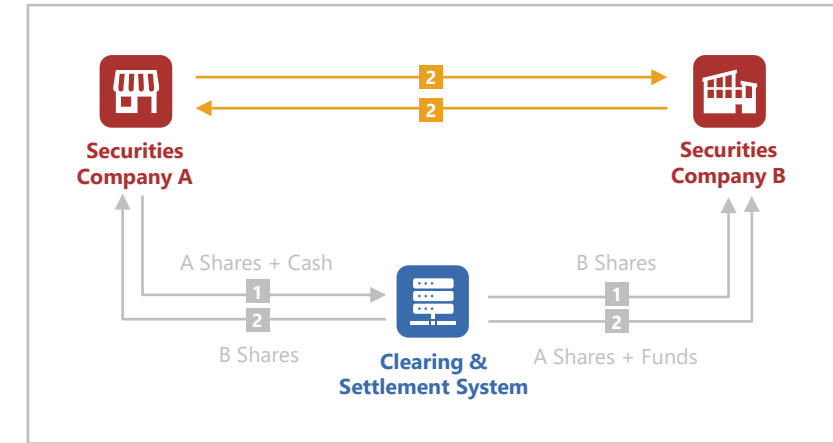 2
2
Securities
Company A
Securities
Company B
A Shares + Cash
B Shares
1
1
2
2
B Shares
A Shares + Funds
Clearing &
Settlement System